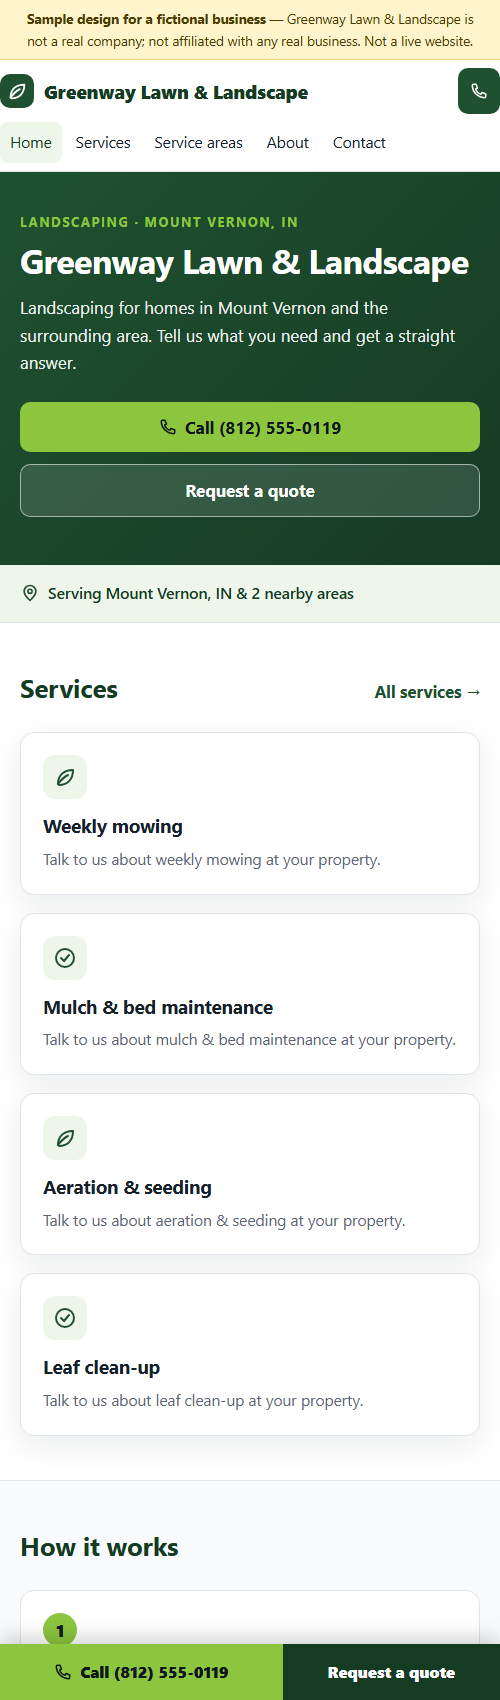 Sample design for a fictional business — Greenway Lawn & Landscape is
not a real company; not affiliated with any real business. Not a live website.
Greenway Lawn & Landscape
Home Services Service areas About Contact
LANDSCAPING · MOUNT VERNON, IN
Greenway Lawn & Landscape
Landscaping for homes in Mount Vernon and the
surrounding area. Tell us what you need and get a straight
answer.
Call (812) 555-0119
Request a quote
Serving Mount Vernon, IN & 2 nearby areas
Services
All services →
Weekly mowing
Talk to us about weekly mowing at your property.
Mulch & bed maintenance
Talk to us about mulch & bed maintenance at your property.
Aeration & seeding
Talk to us about aeration & seeding at your property.
Leaf clean-up
Talk to us about leaf clean-up at your property.
How it works
1
Call (812) 555-0119
Request a quote